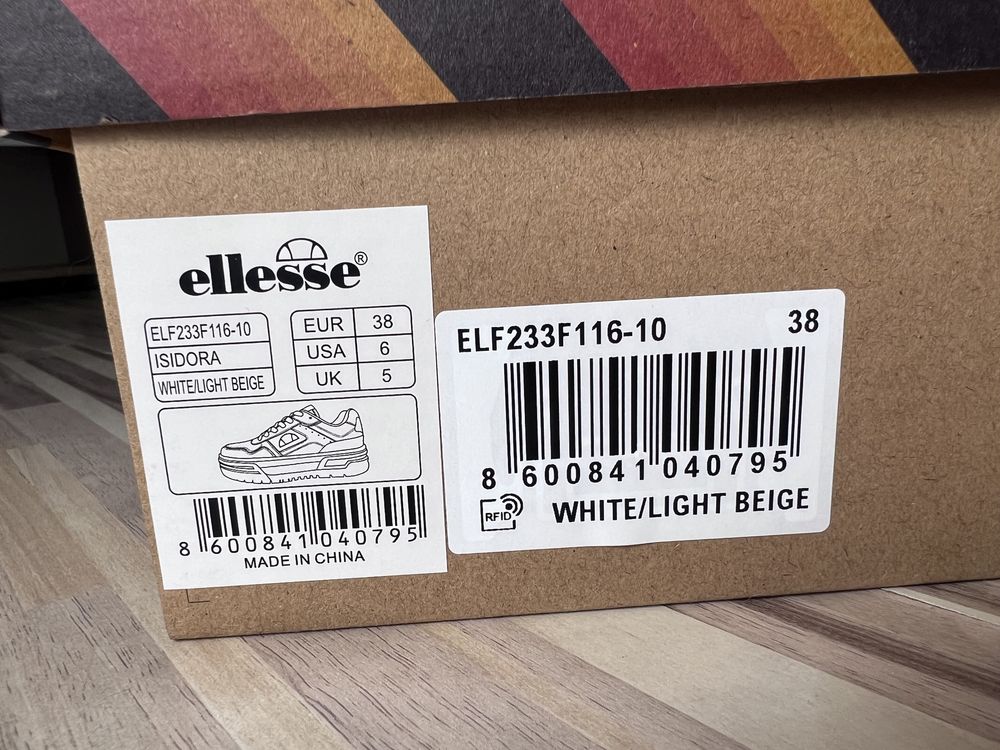 ellesse®
ELF233F116-10
ISIDORA
WHITE/LIGHT BEIGE
EUR 38
USA 6
UK 5
8 600841 040795
MADE IN CHINA
ELF233F116-10 38
8 600841 040795
RFID WHITE/LIGHT BEIGE